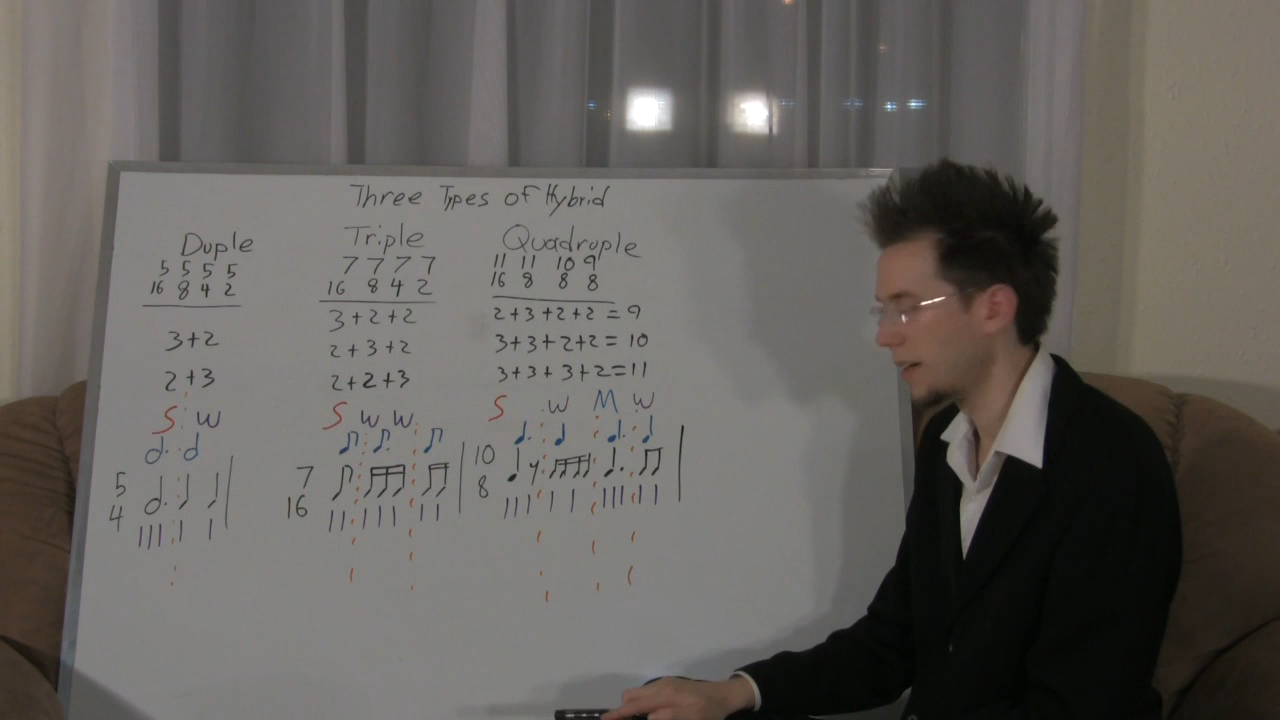 Three Types of Hybrid
Duple
5 5 5 5
16 8 4 2
3+2
2+3
S W
5
4
Triple
7 7 7 7
16 8 4 2
3+2+2
2+3+2
2+2+3
S W W
7
16
Quadruple
11 11 10 9
16 8 8 8
2+3+2+2=9
3+3+2+2=10
3+3+3+2=11
S W M W
10
8